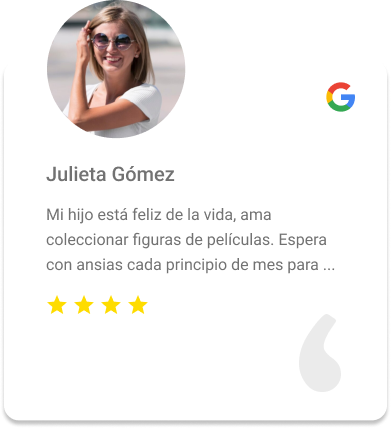 Julieta Gómez
Mi hijo está feliz de la vida, ama
coleccionar figuras de películas. Espera
con ansias cada principio de mes para ...